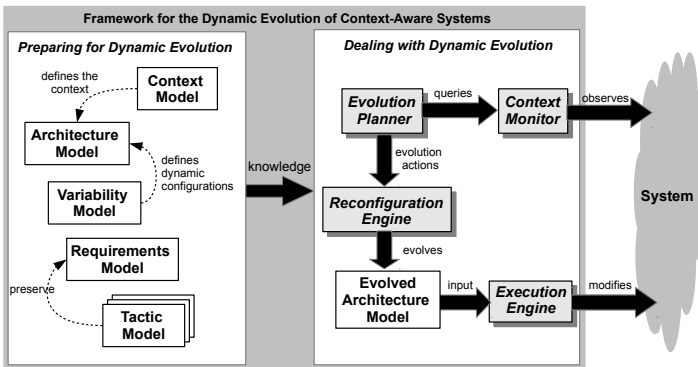 Framework for the Dynamic Evolution of Context-Aware Systems
Preparing for Dynamic Evolution
defines the
context
Context
Model
Architecture
Model
defines
dynamic
configurations
Variability
Model
Requirements
Model
preserve
Tactic
Model
knowledge
Dealing with Dynamic Evolution
Evolution
Planner
queries
Context
Monitor
observes
evolution
actions
Reconfiguration
Engine
evolves
Evolved
Architecture
Model
input
Execution
Engine
modifies
System